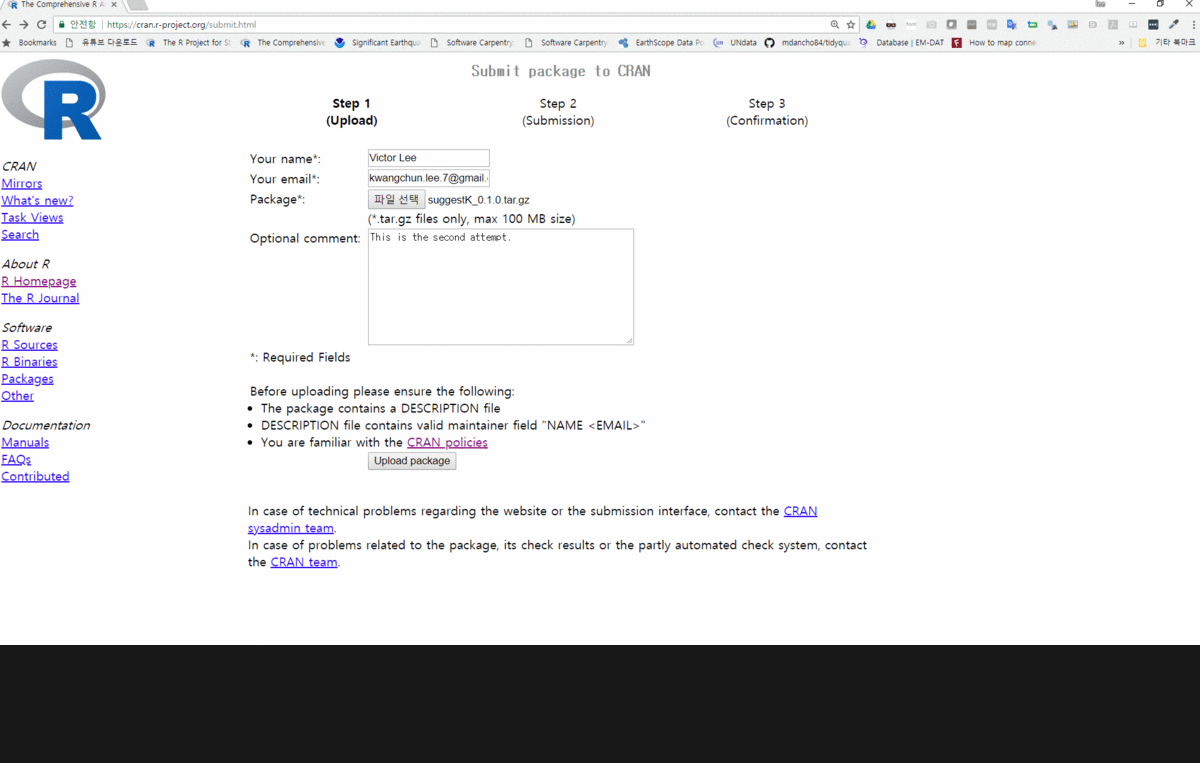 The Comprehensive R A
안전함 https://cran.r-project.org/submit.html
Bookmarks 유튜브 다운로드 The R Project for St The Comprehensive Significant Earthqua Software Carpentry Software Carpentry EarthScope Data Po UNdata mdancho84/tidyqua Database | EM-DAT How to map conne » 기타 북마크
Submit package to CRAN
Step 1 Step 2 Step 3
(Upload) (Submission) (Confirmation)
R
CRAN
Mirrors
What's new?
Task Views
Search
About R
R Homepage
The R Journal
Software
R Sources
R Binaries
Packages
Other
Documentation
Manuals
FAQs
Contributed
Your name*: Victor Lee
Your email*: kwangchun.lee.7@gmail.
Package*: 파일 선택 suggestK_0.1.0.tar.gz
(*.tar.gz files only, max 100 MB size)
Optional comment: This is the second attempt.
*: Required Fields
Before uploading please ensure the following:
• The package contains a DESCRIPTION file
• DESCRIPTION file contains valid maintainer field "NAME <EMAIL>"
• You are familiar with the CRAN policies
Upload package
In case of technical problems regarding the website or the submission interface, contact the CRAN
sysadmin team.
In case of problems related to the package, its check results or the partly automated check system, contact
the CRAN team.